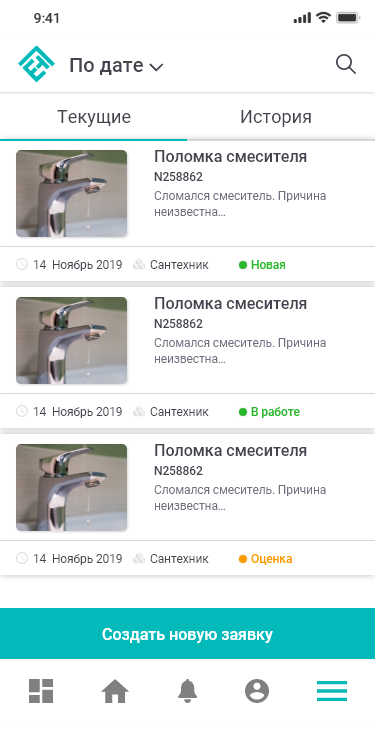 9:41
По дате
Текущие
История
Поломка смесителя
N258862
Сломался смеситель. Причина
неизвестна...
14 Ноябрь 2019
Сантехник
Новая
Поломка смесителя
N258862
Сломался смеситель. Причина
неизвестна...
14 Ноябрь 2019
Сантехник
В работе
Поломка смесителя
N258862
Сломался смеситель. Причина
неизвестна...
14 Ноябрь 2019
Сантехник
Оценка
Создать новую заявку